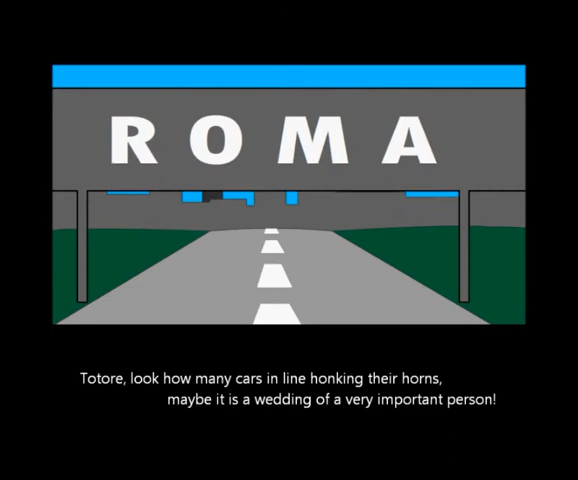 ROMA
Totore, look how many cars in line honking their horns,
maybe it is a wedding of a very important person!